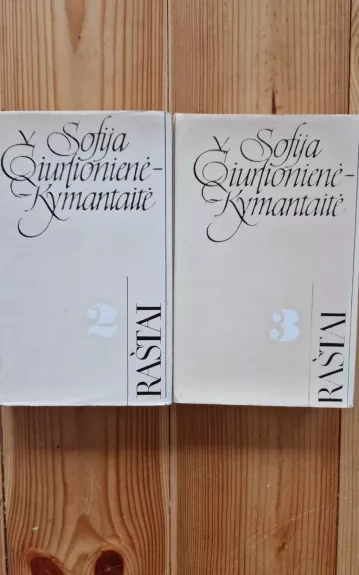 Sofija
Čiurlionienė-
Kymantaitė
2
RAŠTAI
Sofija
Čiurlionienė-
Kymantaitė
3
RAŠTAI